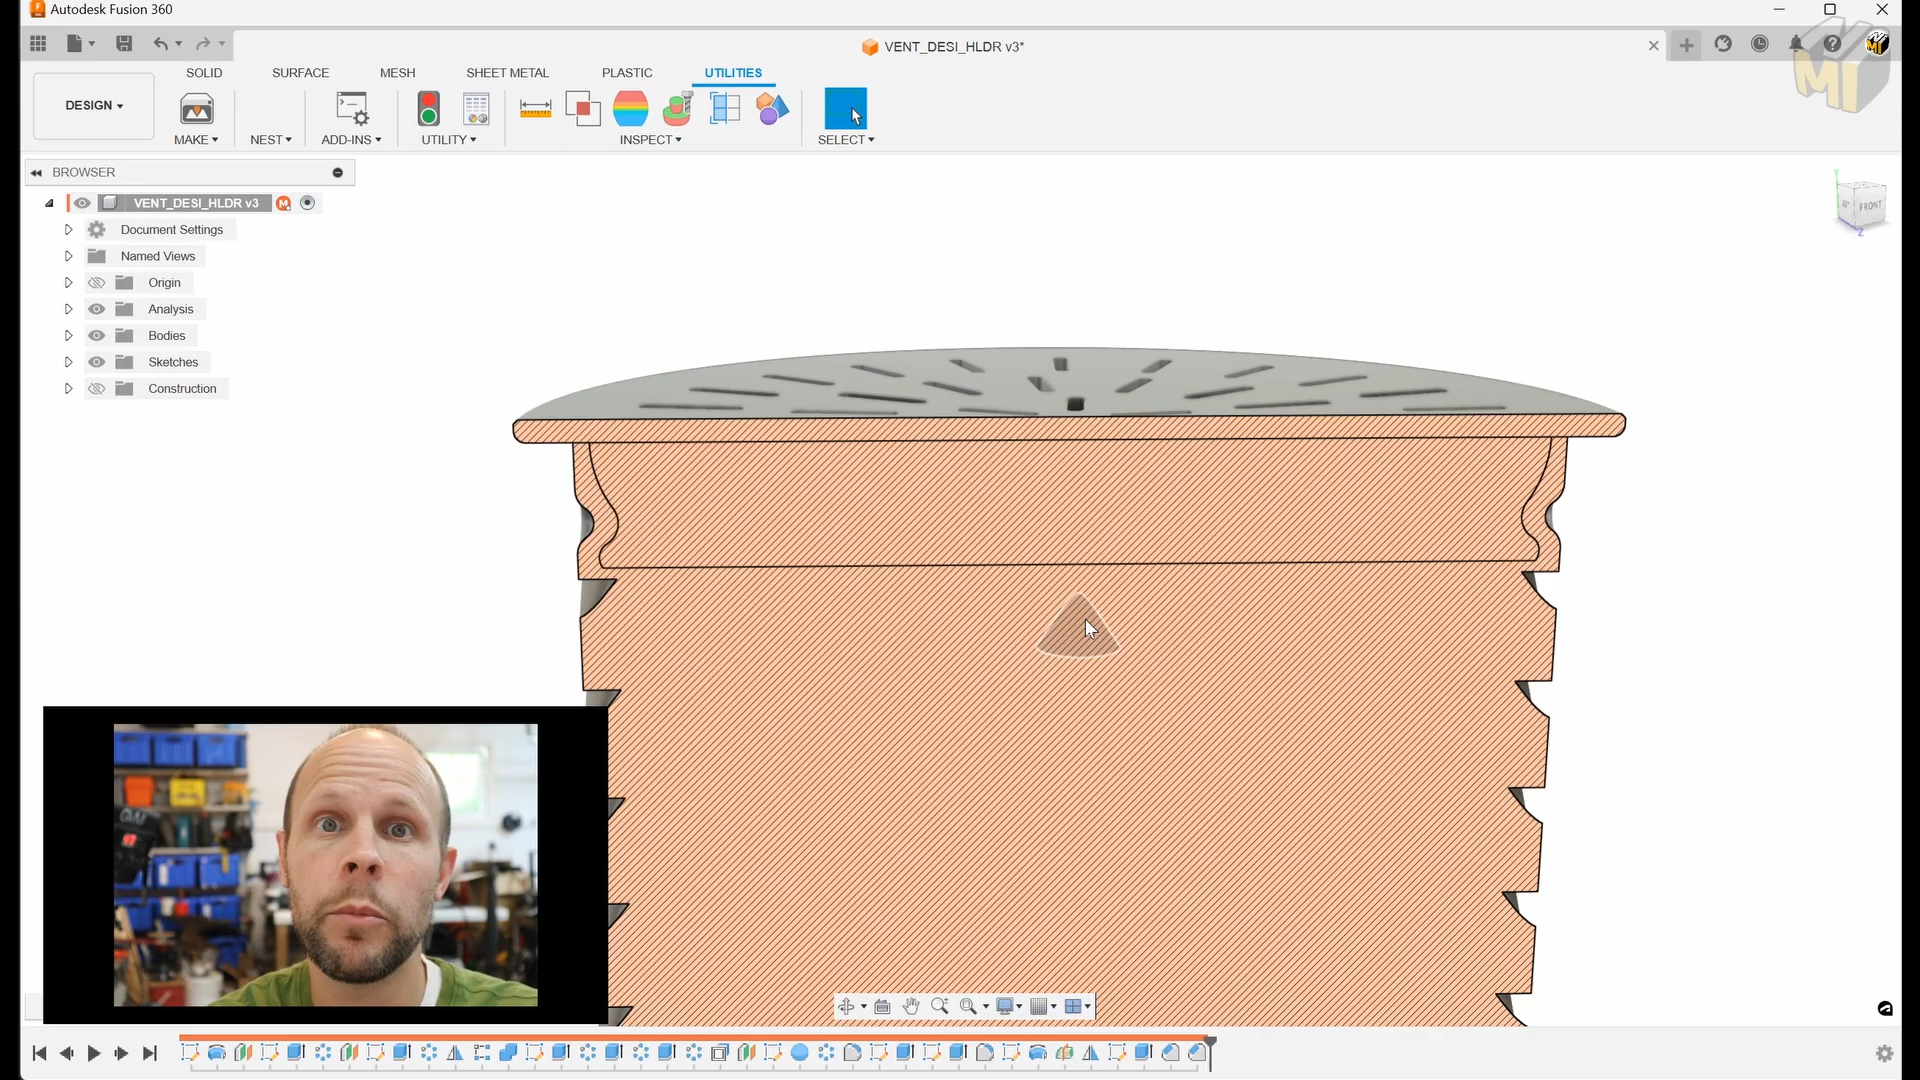 Autodesk Fusion 360
VENT_DESI_HLDR v3*
MI
SOLID
SURFACE
MESH
SHEET METAL
PLASTIC
UTILITIES
DESIGN
MAKE
NEST
ADD-INS
UTILITY
INSPECT
SELECT
BROWSER
VENT_DESI_HLDR v3
M
Document Settings
Named Views
Origin
Analysis
Bodies
Sketches
Construction
Y
FRONT
Z